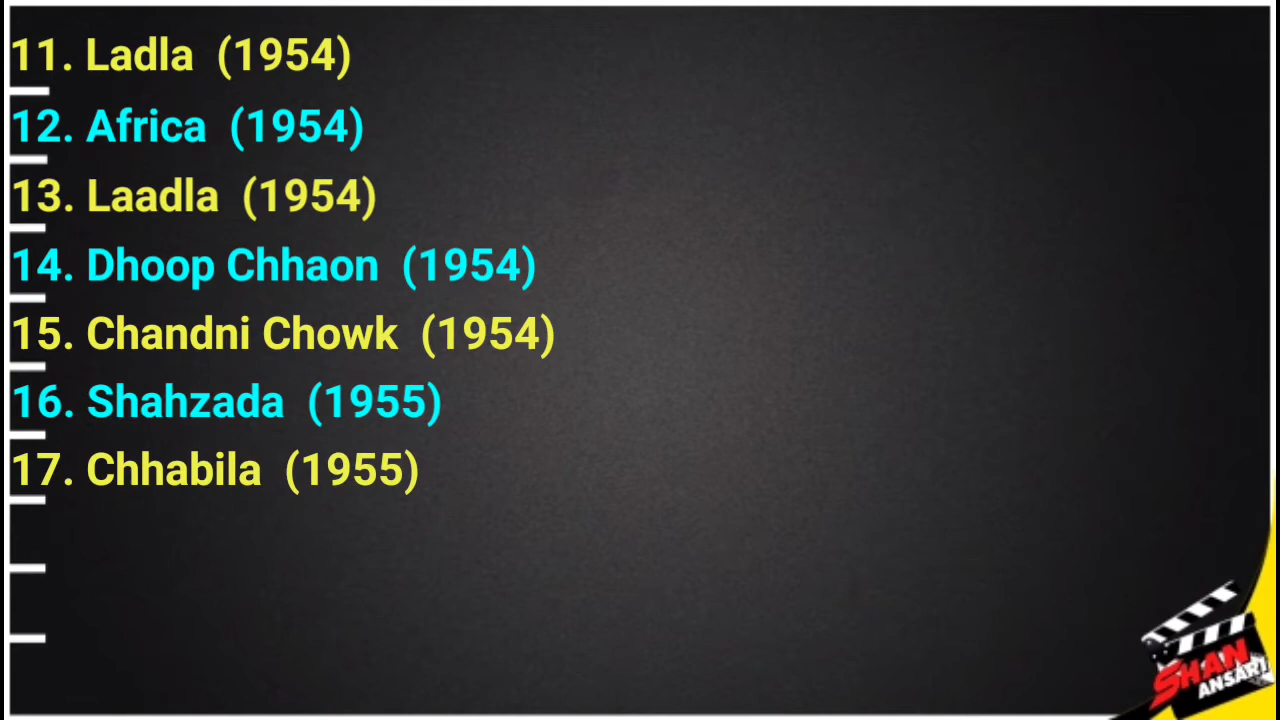 11. Ladla (1954)
12. Africa (1954)
13. Laadla (1954)
14. Dhoop Chhaon (1954)
15. Chandni Chowk (1954)
16. Shahzada (1955)
17. Chhabila (1955)
SHAN
ANSARI